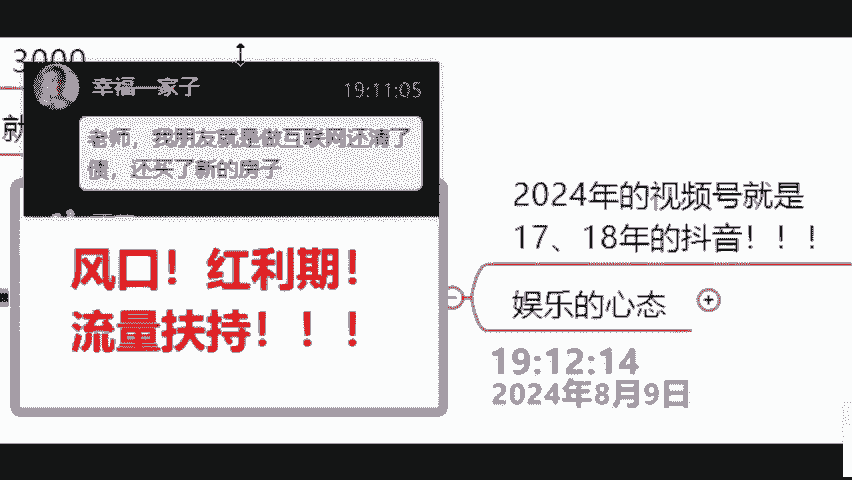 3000
幸福一家子
19:11:05
老师，我朋友就是做互联网还清了
债，还买了新的房子
就
风口！红利期！
流量扶持！！！
2024年的视频号就是
17、18年的抖音！！！
娱乐的心态
19:12:14
2024年8月9日